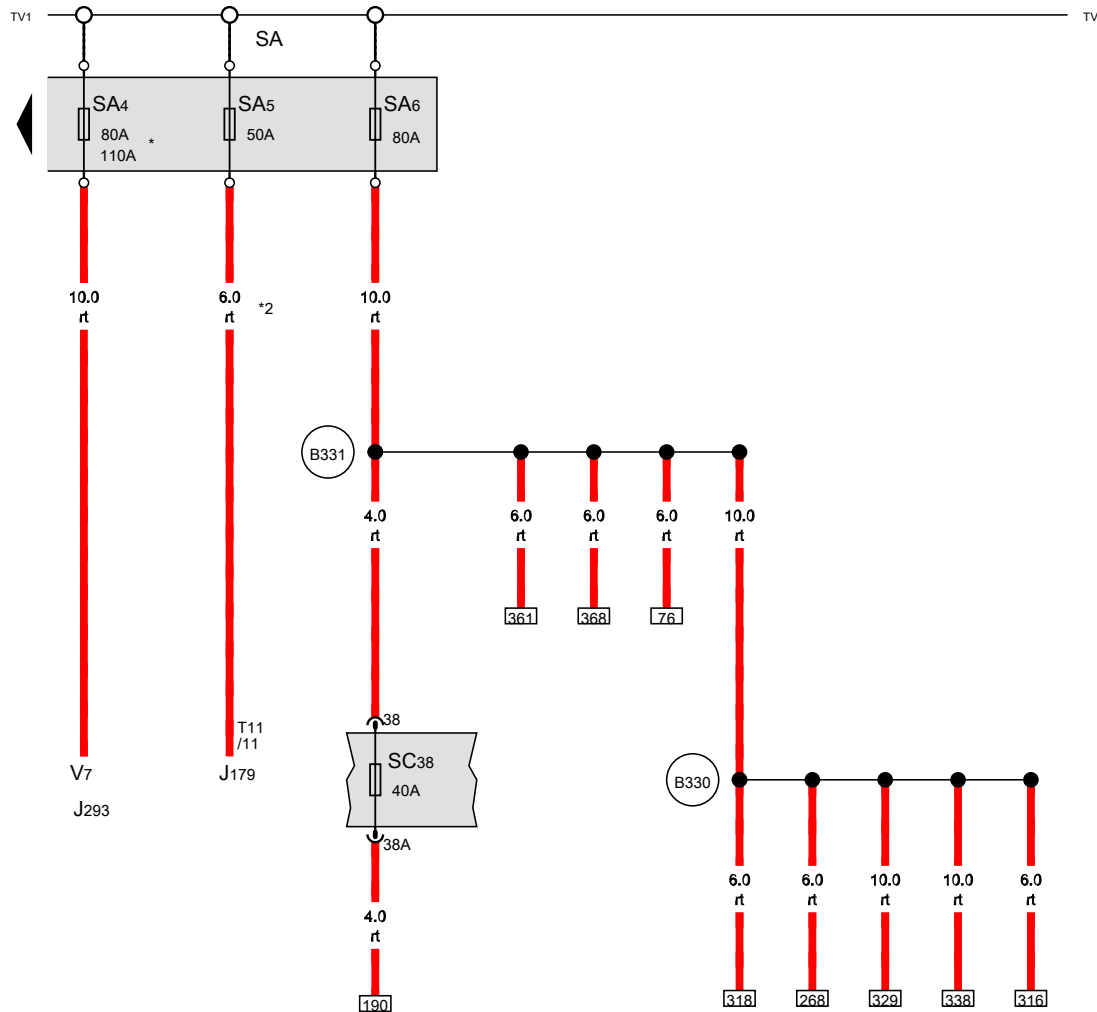 TV1
TV
SA
SA4
80A
110A
*
SA5
50A
SA6
80A
10.0
rt
6.0
rt
*2
10.0
rt
B331
4.0
rt
6.0
rt
6.0
rt
6.0
rt
10.0
rt
361
368
76
T11
/11
V7
J293
J179
38
SC38
40A
38A
B330
4.0
rt
6.0
rt
6.0
rt
10.0
rt
10.0
rt
6.0
rt
190
318
268
329
338
316